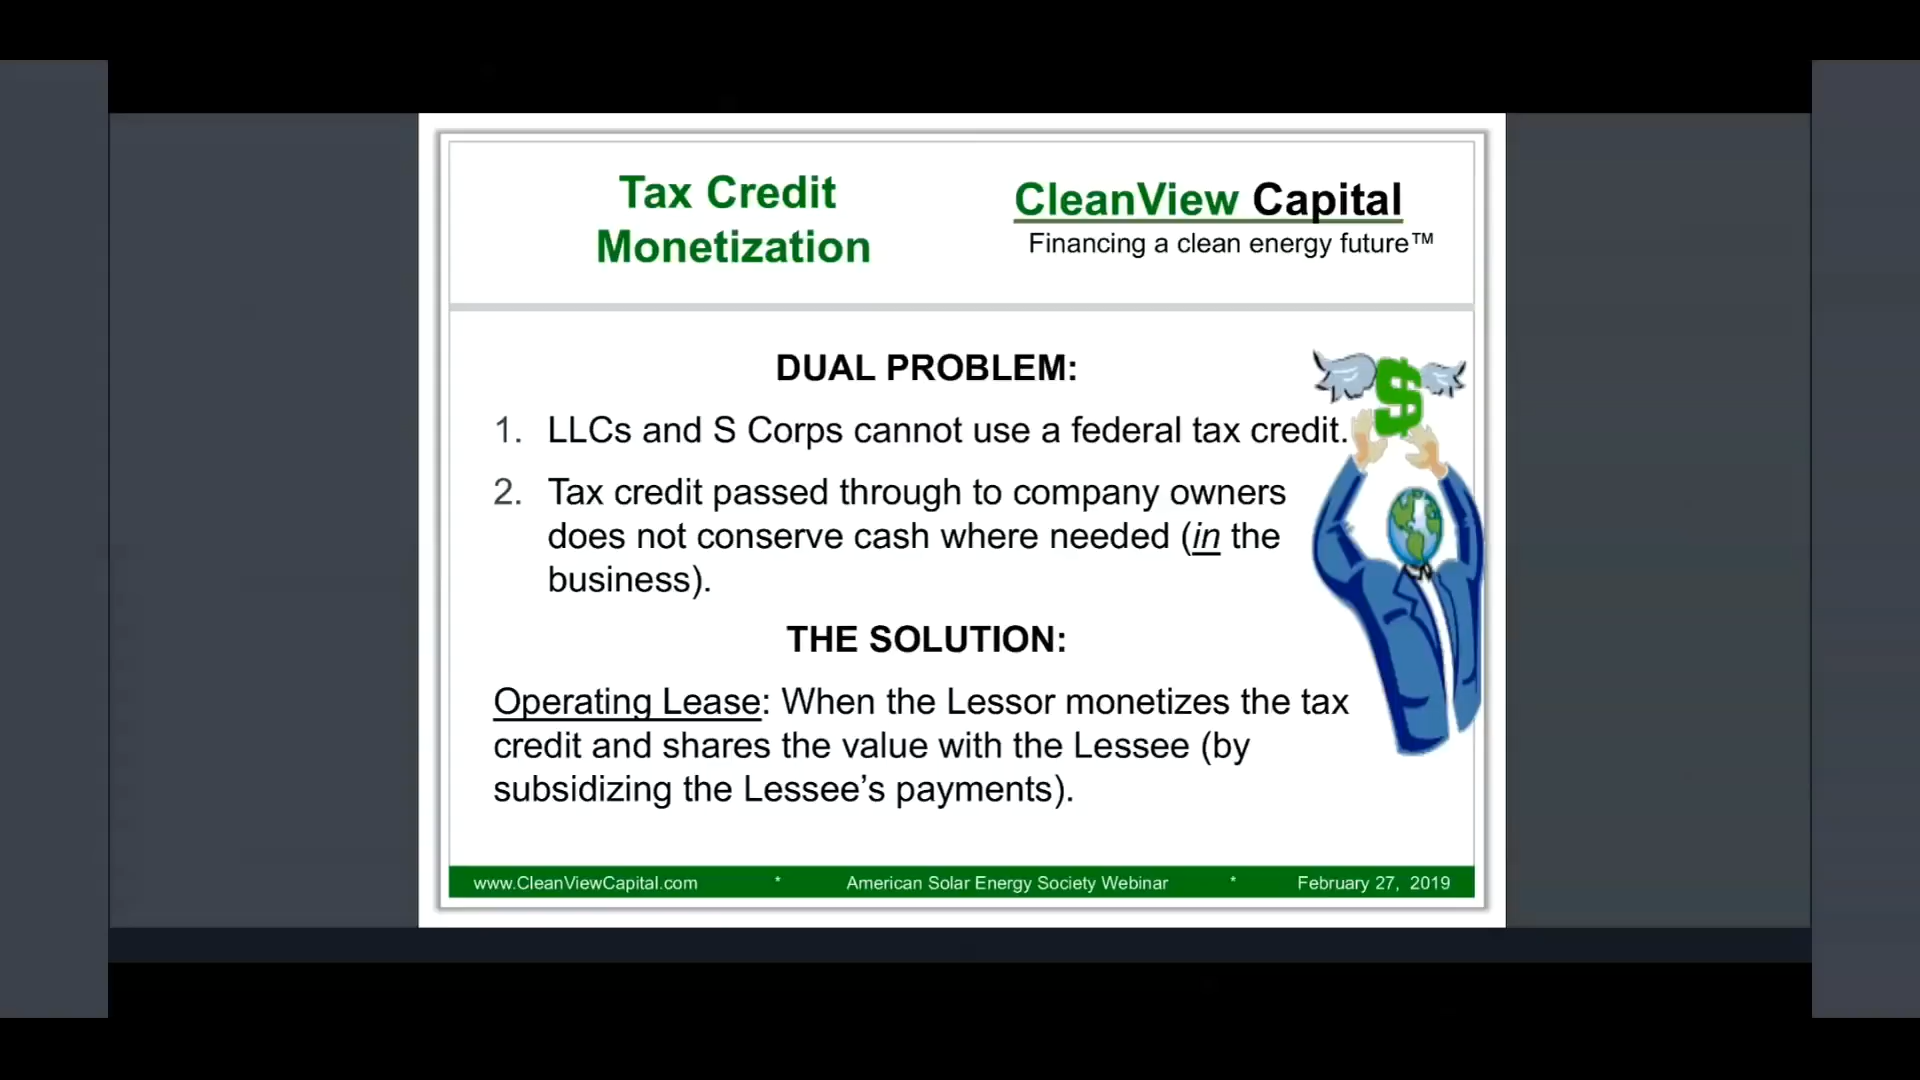 Tax Credit
Monetization
CleanView Capital
Financing a clean energy future™
DUAL PROBLEM:
1. LLCs and S Corps cannot use a federal tax credit.
2. Tax credit passed through to company owners
does not conserve cash where needed (in the
business).
THE SOLUTION:
Operating Lease: When the Lessor monetizes the tax
credit and shares the value with the Lessee (by
subsidizing the Lessee’s payments).
www.CleanViewCapital.com * American Solar Energy Society Webinar * February 27, 2019
$